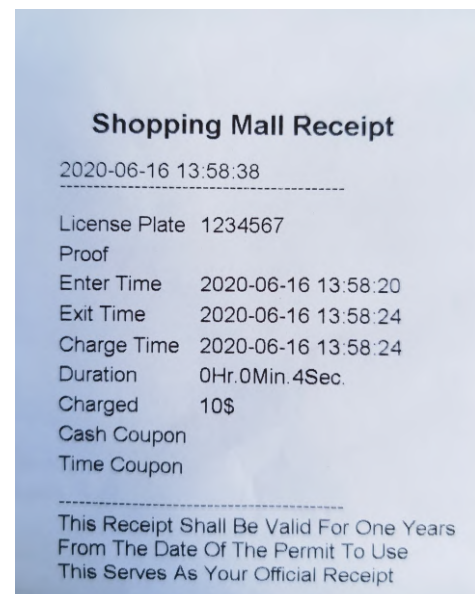 Shopping Mall Receipt
2020-06-16 13:58:38
License Plate 1234567
Proof
Enter Time 2020-06-16 13:58:20
Exit Time 2020-06-16 13:58:24
Charge Time 2020-06-16 13:58:24
Duration 0Hr.0Min.4Sec.
Charged 10$
Cash Coupon
Time Coupon
This Receipt Shall Be Valid For One Years
From The Date Of The Permit To Use
This Serves As Your Official Receipt